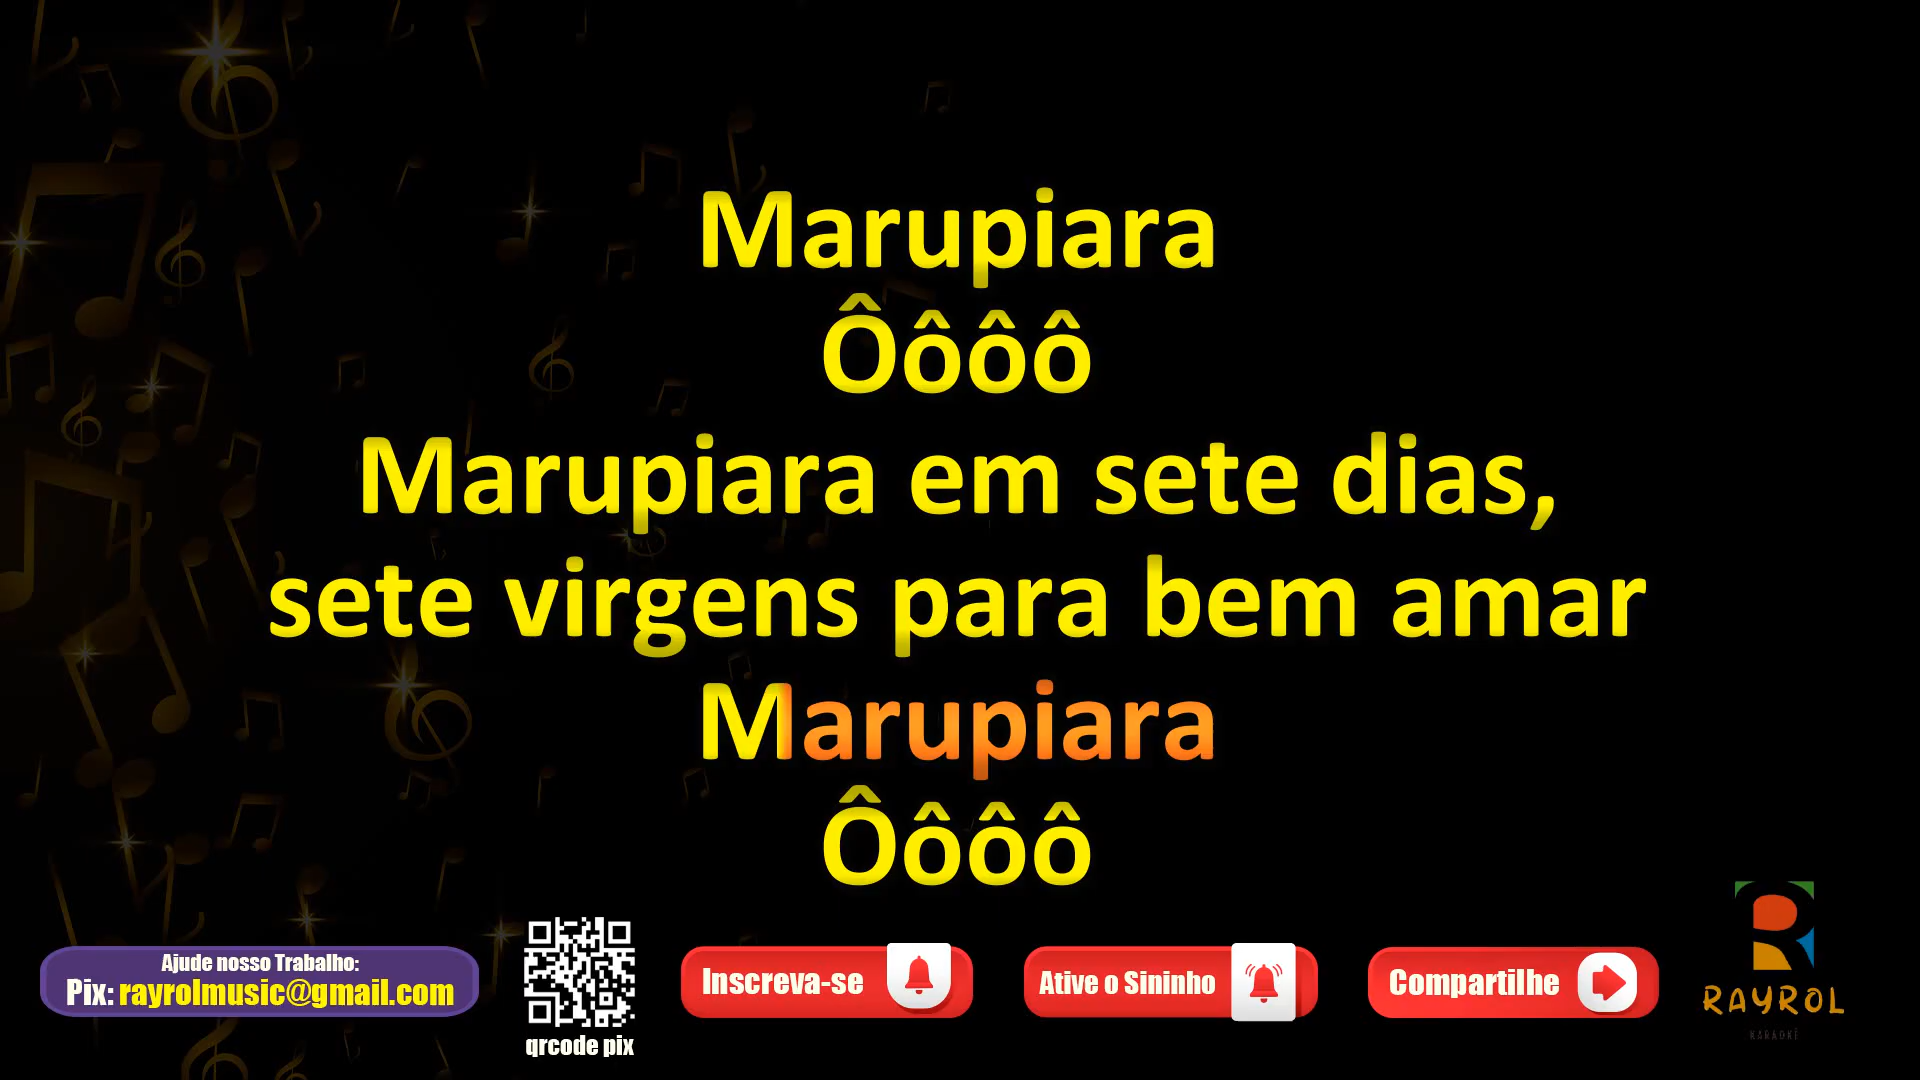 Marupiara
Ôôôô
Marupiara em sete dias,
sete virgens para bem amar
Marupiara
Ôôôô
Ajude nosso Trabalho:
Pix: rayrolmusic@gmail.com
qrcode pix
Inscreva-se
Ative o Sininho
Compartilhe
RAYROL
KARAOKÊ